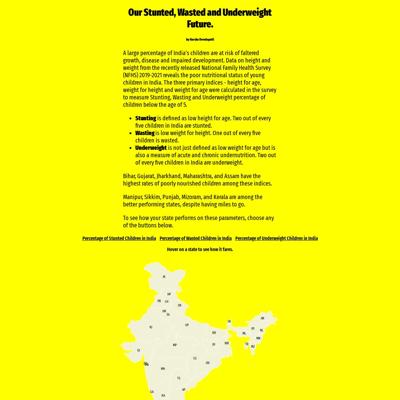 Our Stunted, Wasted and Underweight
Future.
A large percentage of India's children are at risk of faltered
growth, disease and impaired development. Data on height and
weight from the recently released National Family Health Survey
(NFHS) 2019-2021 reveals the poor nutritional status of young
children in India. The three primary indices - height for age,
weight for height and weight for age were calculated in the survey
to measure Stunting, Wasting and Underweight percentage of
children below the age of 5.
Stunting is defined as low height for age. Two out of every
five children in India are stunted.
Wasting is low weight for height. One out of every five
children is wasted.
Underweight is not just defined as low weight for age but is
also a measure of acute and chronic undernutrition. Two out
of every five children in India are underweight.
Bihar, Gujarat, Jharkhand, Maharashtra, and Assam have the
highest rates of poorly nourished children among these indices.
Manipur, Sikkim, Punjab, Mizoram, and Kerala are among the
better performing states, despite having miles to go.
To see how your state performs on these parameters, choose any
of the buttons below.
Percentage of Stunted Children in India Percentage of Wasted Children in India Percentage of Underweight Children in India
Hover on a state to see how it fares.